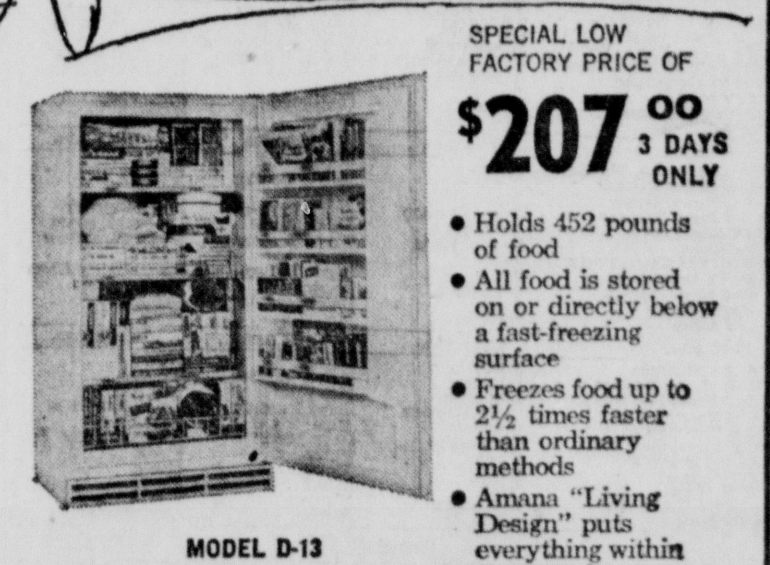 SPECIAL LOW
FACTORY PRICE OF
$207 00
3 DAYS
ONLY
• Holds 452 pounds
of food
• All food is stored
on or directly below
a fast-freezing
surface
• Freezes food up to
2½ times faster
than ordinary
methods
• Amana “Living
Design” puts
everything within
MODEL D-13